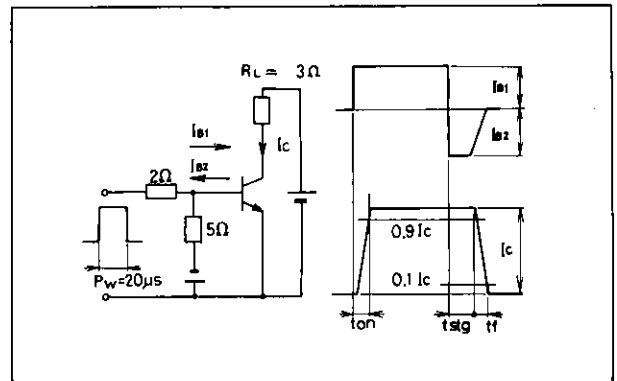 RL = 3Ω
IB1
IB2
Ic
2Ω
5Ω
Pw=20µs
IB1
IB2
0.9 Ic
Ic
0.1 Ic
ton
tstg
tf